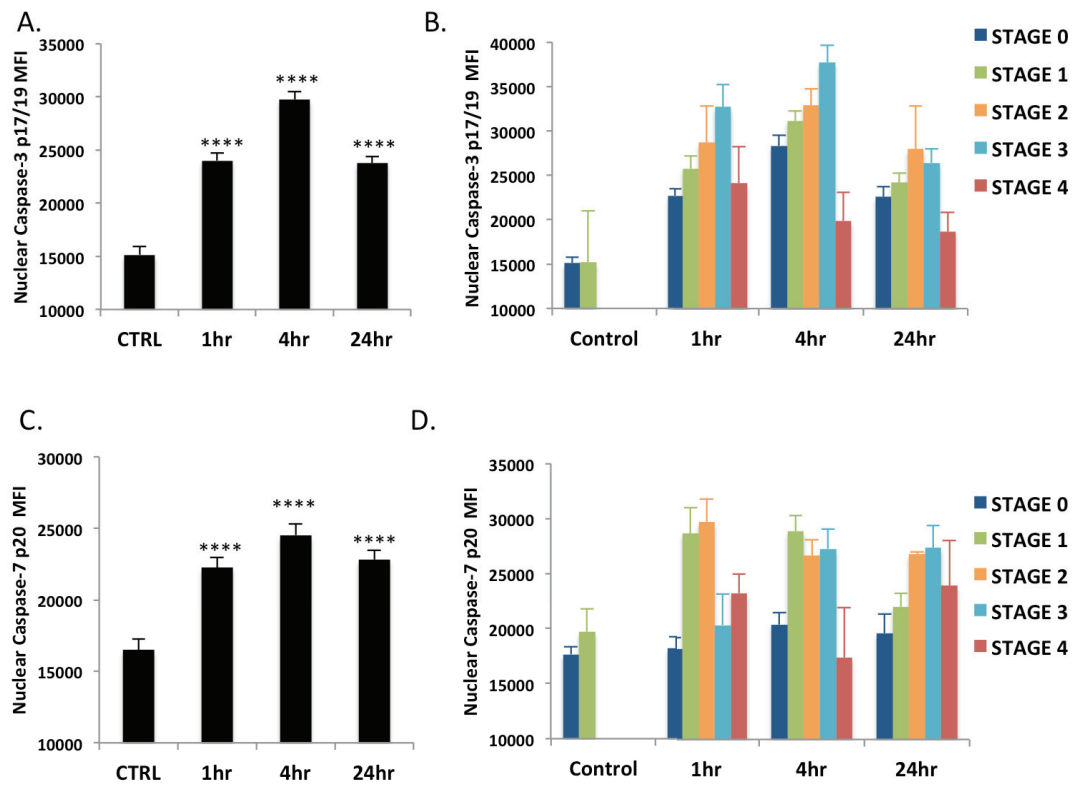 A.
Nuclear Caspase-3 p17/19 MFI
35000
30000
25000
20000
15000
10000
****
****
****
CTRL 1hr 4hr 24hr
B.
Nuclear Caspase-3 p17/19 MFI
40000
35000
30000
25000
20000
15000
10000
Control 1hr 4hr 24hr
STAGE 0
STAGE 1
STAGE 2
STAGE 3
STAGE 4
C.
Nuclear Caspase-7 p20 MFI
30000
25000
20000
15000
10000
****
****
****
CTRL 1hr 4hr 24hr
D.
Nuclear Caspase-7 p20 MFI
35000
30000
25000
20000
15000
10000
Control 1hr 4hr 24hr
STAGE 0
STAGE 1
STAGE 2
STAGE 3
STAGE 4